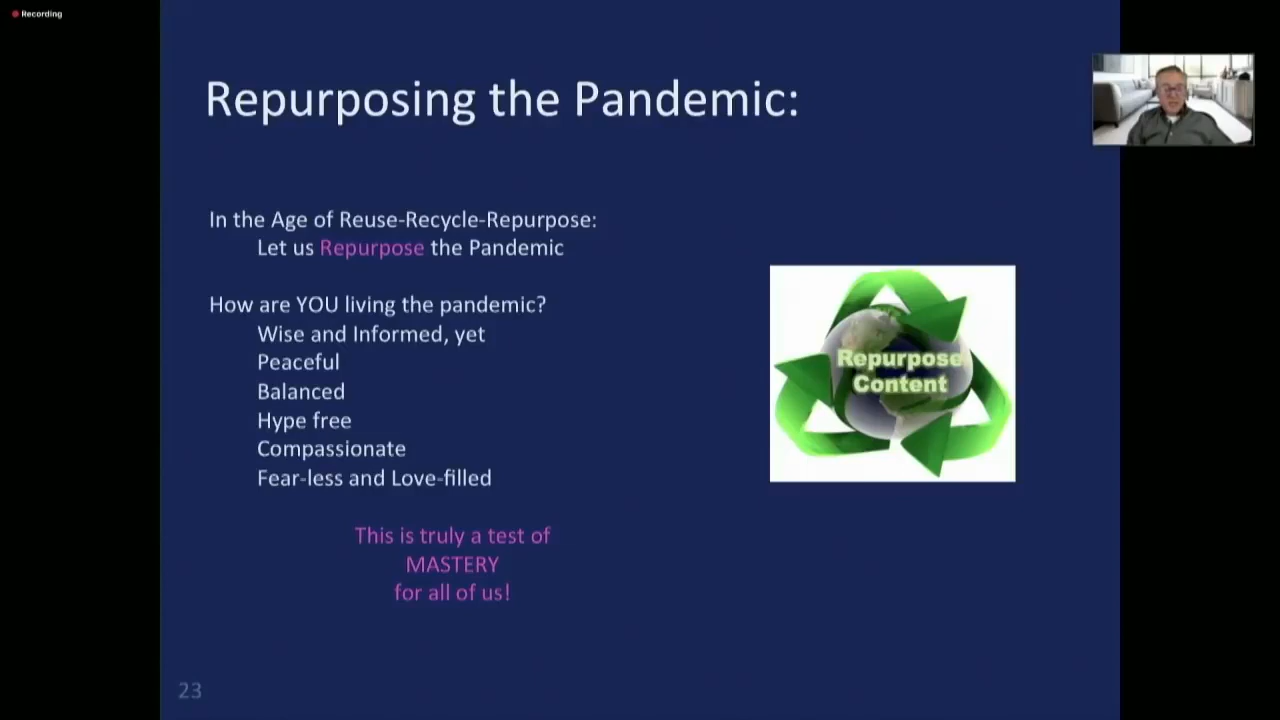 Recording
Repurposing the Pandemic:
In the Age of Reuse-Recycle-Repurpose:
Let us Repurpose the Pandemic
How are YOU living the pandemic?
Wise and Informed, yet
Peaceful
Balanced
Hype free
Compassionate
Fear-less and Love-filled
Repurpose
Content
This is truly a test of
MASTERY
for all of us!
23